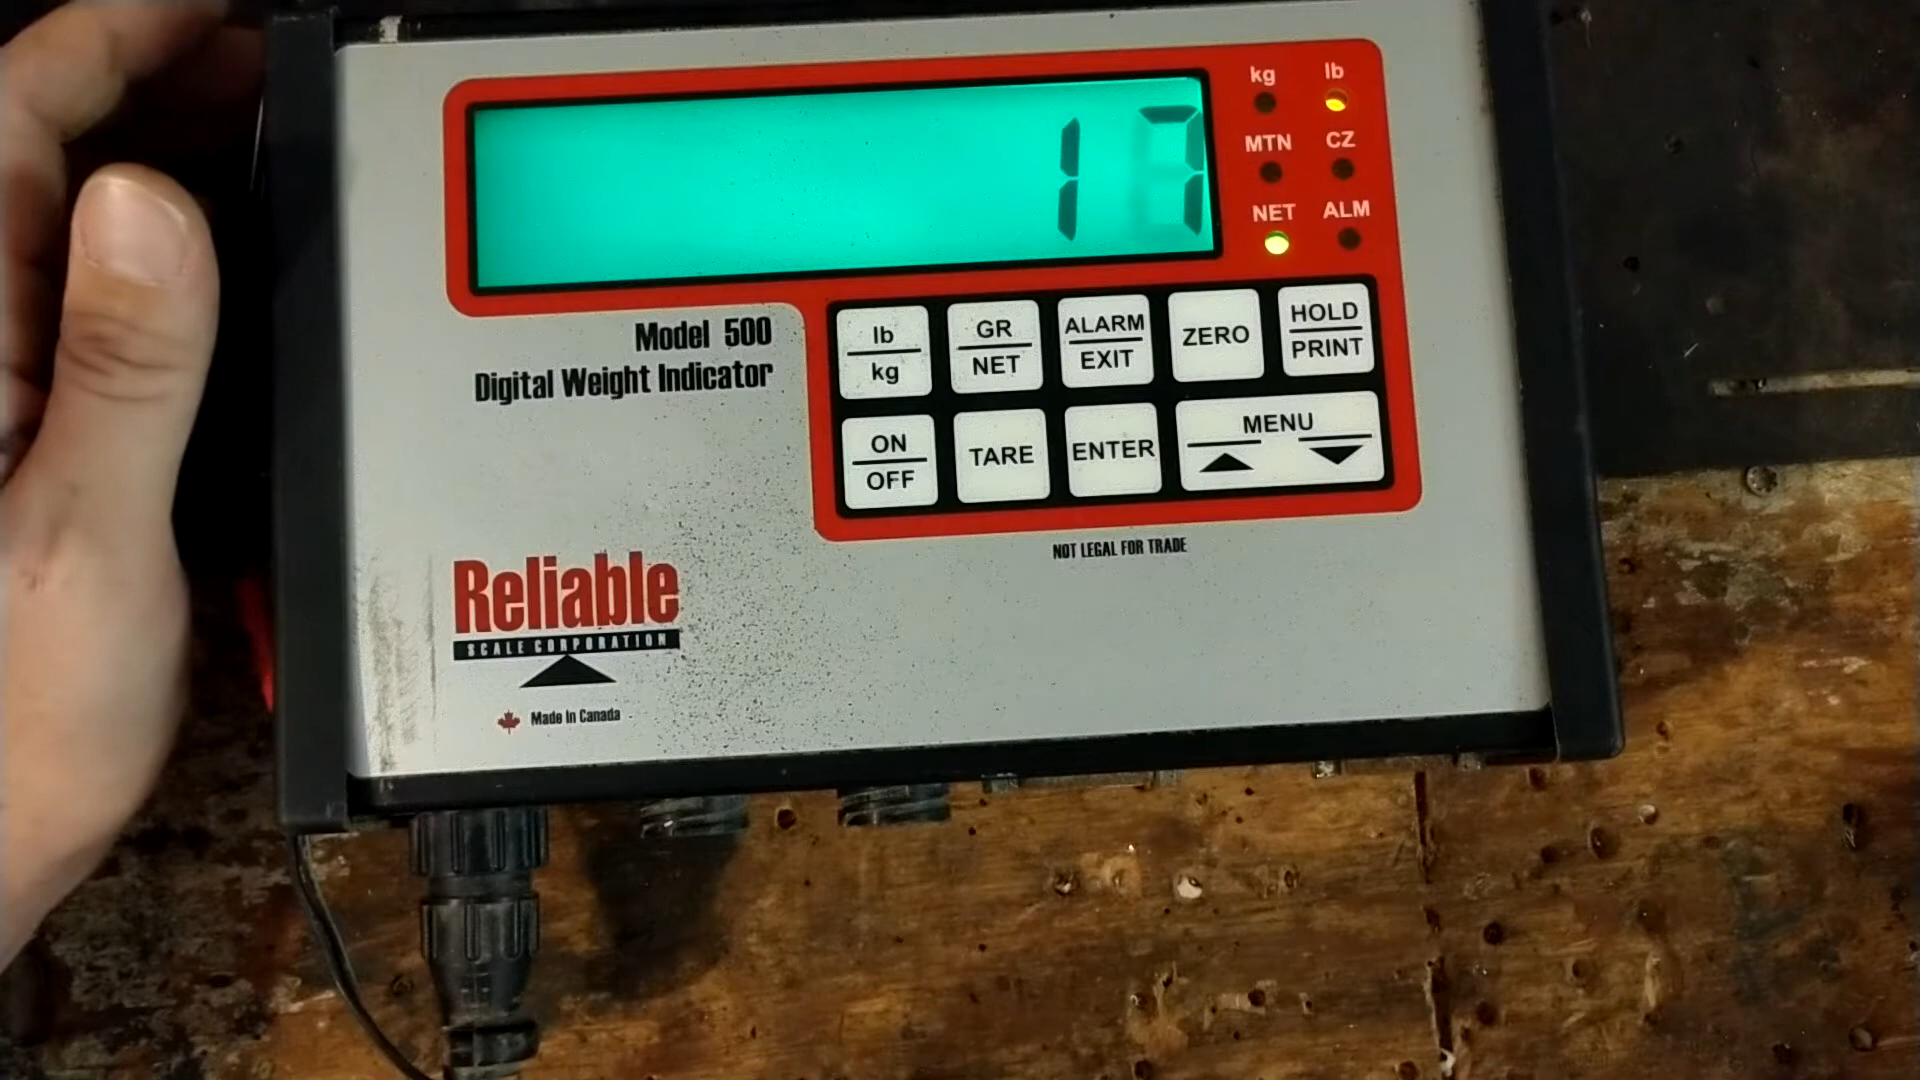 17
kg lb
MTN CZ
NET ALM
Model 500
Digital Weight Indicator
lb
kg
GR
NET
ALARM
EXIT
ZERO
HOLD
PRINT
ON
OFF
TARE
ENTER
MENU
NOT LEGAL FOR TRADE
Reliable
SCALE CORPORATION
Made In Canada